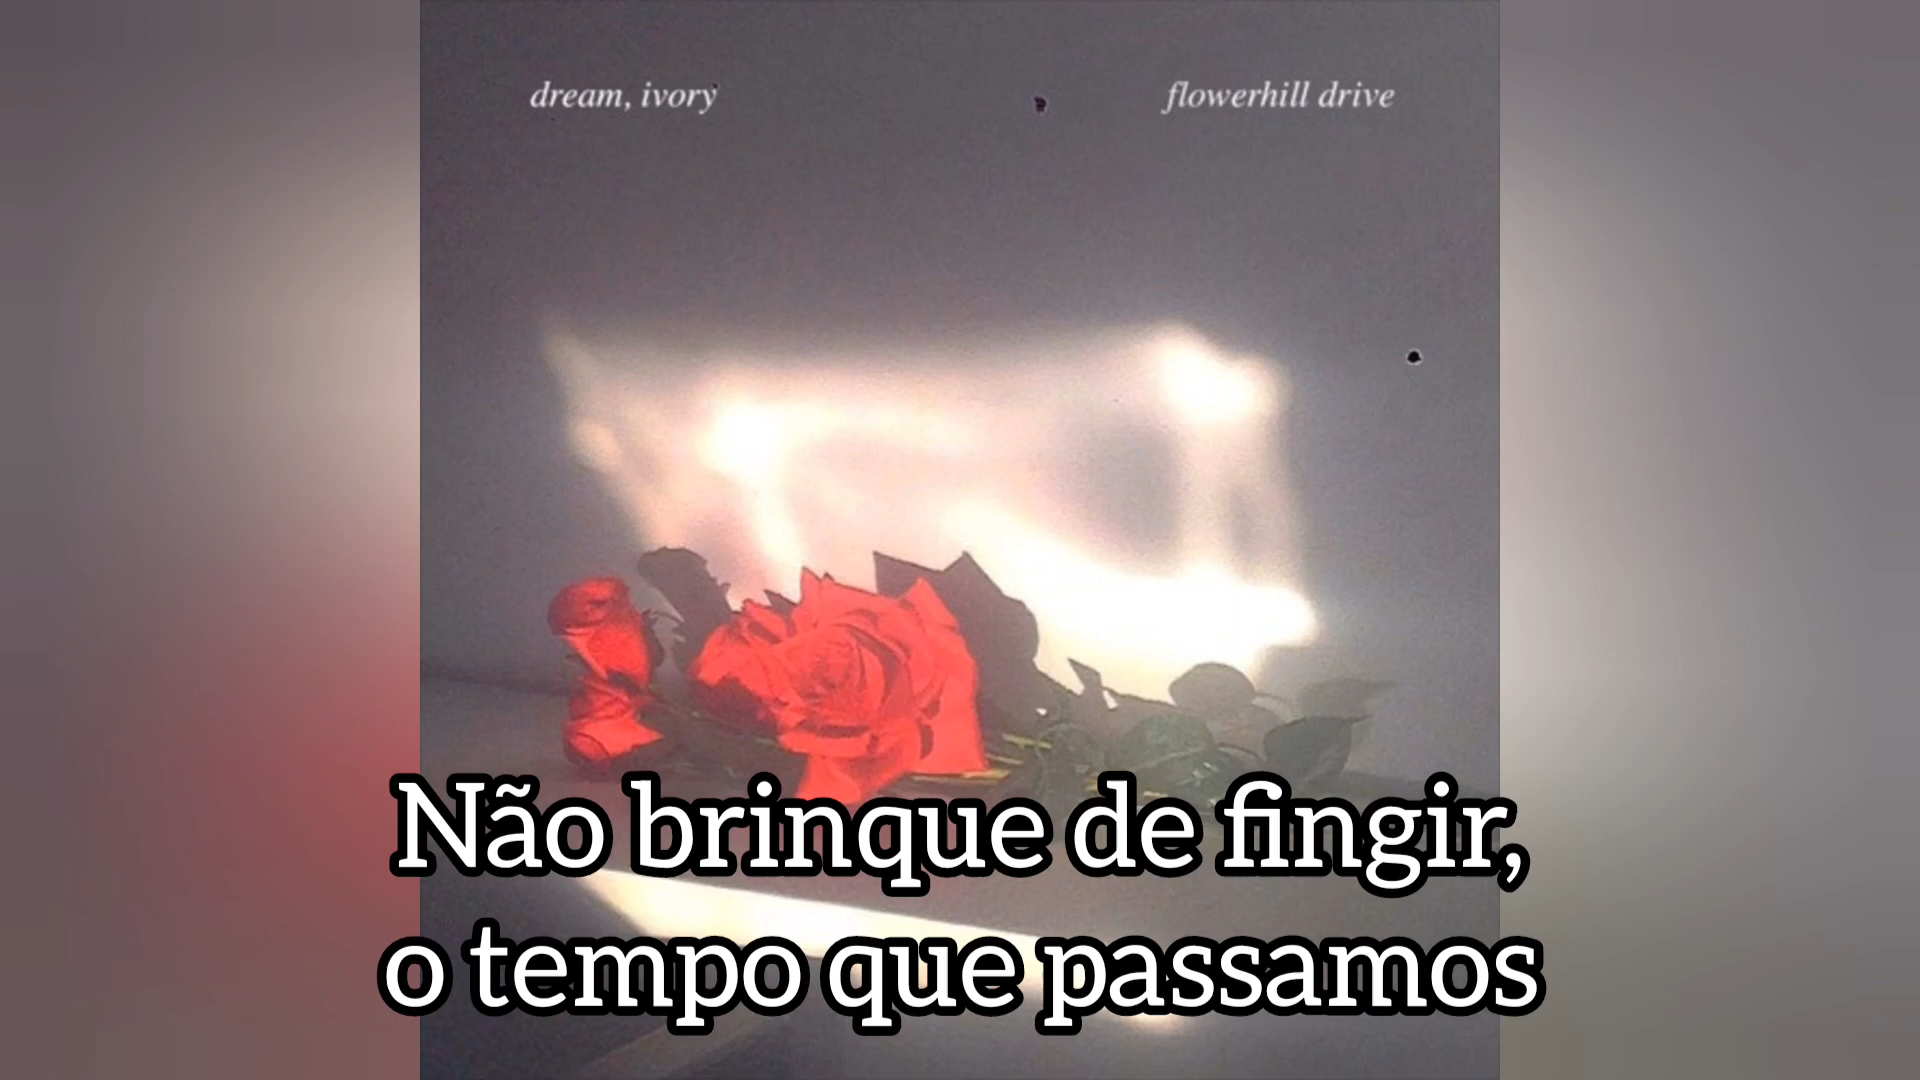 dream, ivory
flowerhill drive
Não brinque de fingir,
o tempo que passamos